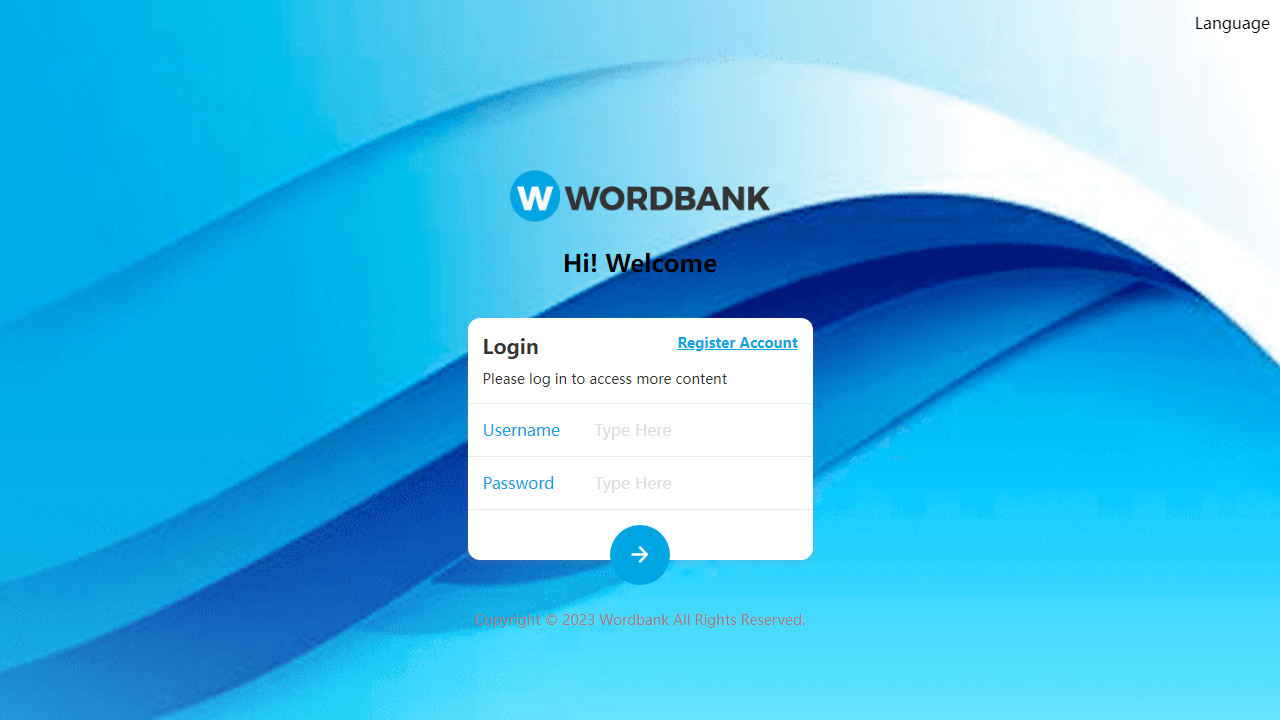 Language
W WORDBANK
Hi! Welcome
Login
Register Account
Please log in to access more content
Username Type Here
Password Type Here
Copyright © 2023 Wordbank All Rights Reserved.